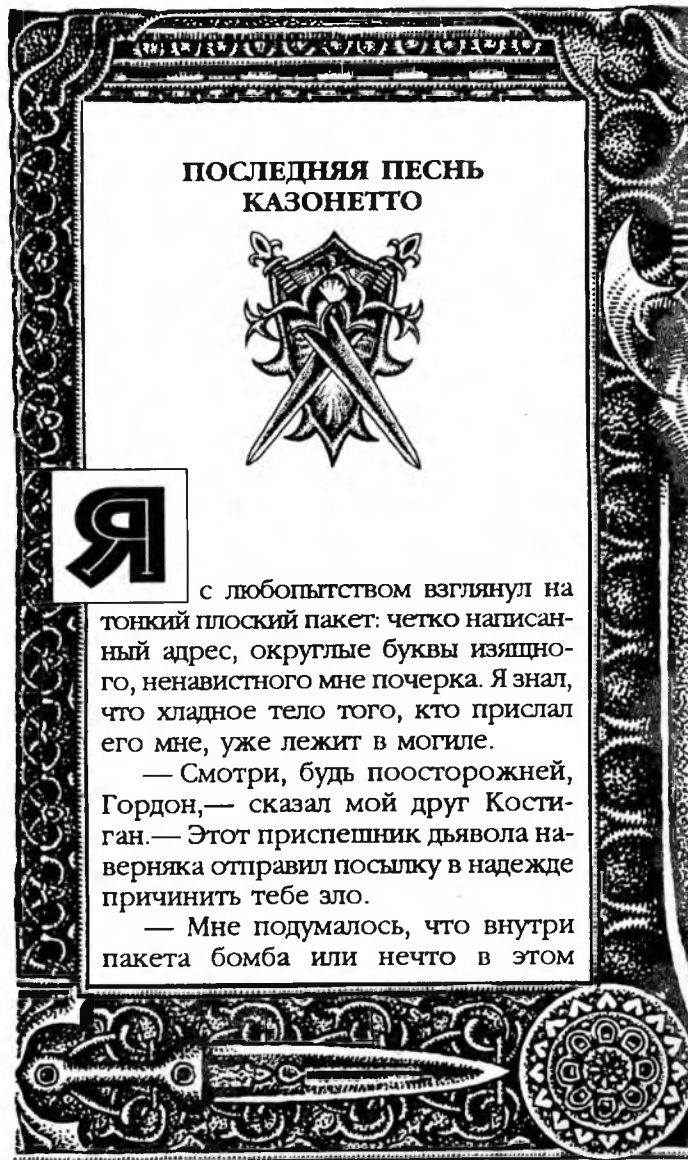 ПОСЛЕДНЯЯ ПЕСНЬ
КАЗОНЕТТО
Я с любопытством взглянул на
тонкий плоский пакет: четко написан-
ный адрес, округлые буквы изящно-
го, ненавистного мне почерка. Я знал,
что хладное тело того, кто прислал
его мне, уже лежит в могиле.
— Смотри, будь поосторожней,
Гордон,— сказал мой друг Кости-
ган.— Этот приспешник дьявола на-
верняка отправил посылку в надежде
причинить тебе зло.
— Мне подумалось, что внутри
пакета бомба или нечто в этом